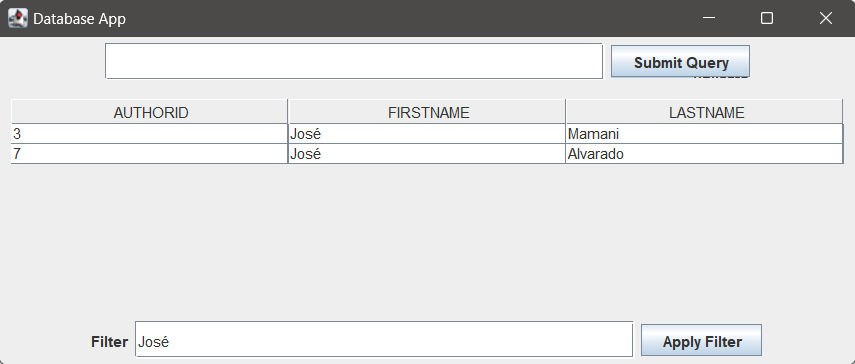 Database App
Submit Query
AUTHORID FIRSTNAME LASTNAME
3 José Mamani
7 José Alvarado
Filter José Apply Filter